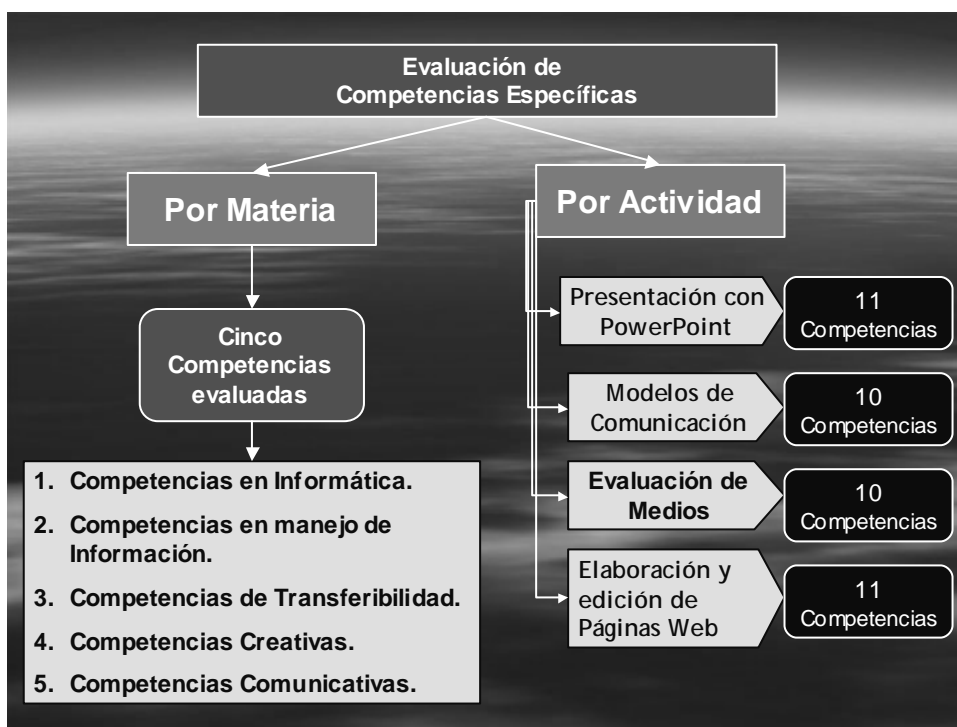 Evaluación de
Competencias Específicas
Por Materia
Cinco
Competencias
evaluadas
1. Competencias en Informática.
2. Competencias en manejo de
Información.
3. Competencias de Transferibilidad.
4. Competencias Creativas.
5. Competencias Comunicativas.
Por Actividad
Presentación con
PowerPoint
11
Competencias
Modelos de
Comunicación
10
Competencias
Evaluación de
Medios
10
Competencias
Elaboración y
edición de
Páginas Web
11
Competencias